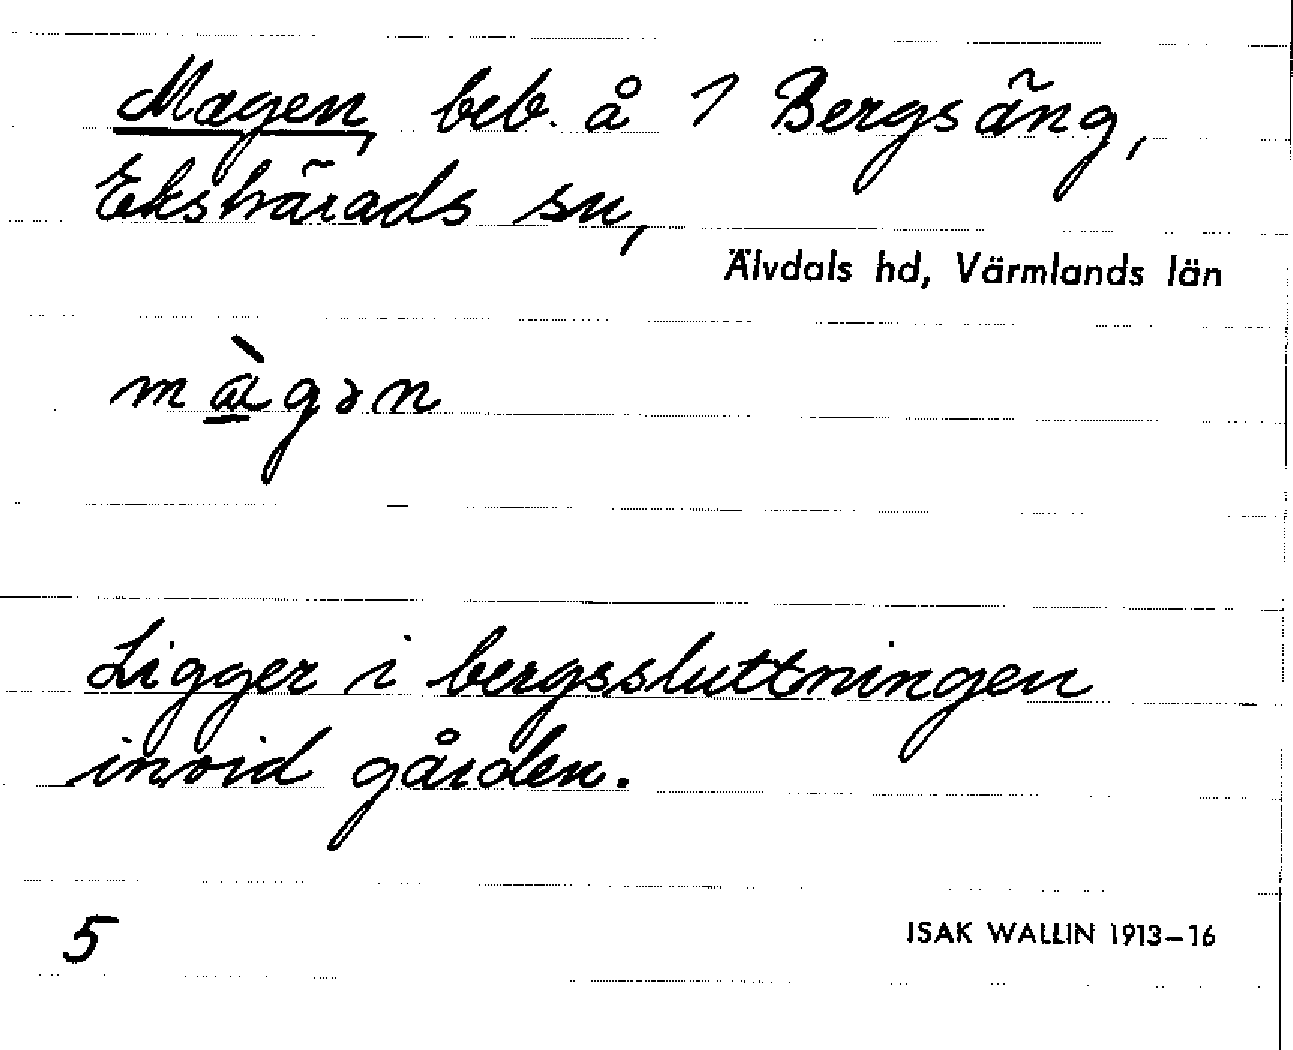 Magen, beb. å 1 Bergsäng,
Ekshärads sn,
Älvdals hd, Värmlands län
màgən
Ligger i bergssluttningen
invid gården.
5
ISAK WALLIN 1913–16